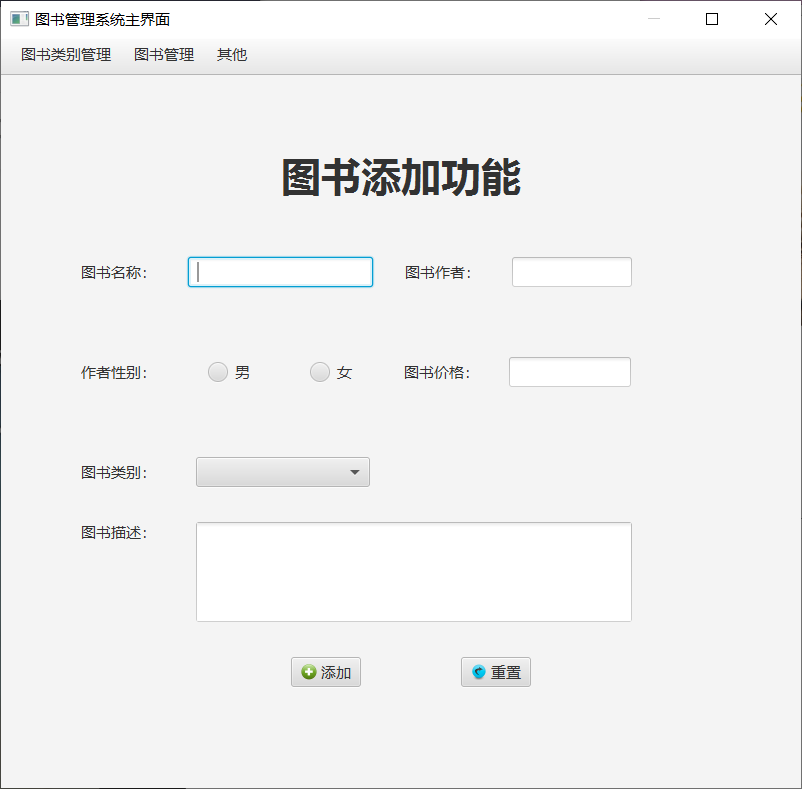 图书管理系统主界面
图书类别管理 图书管理 其他
图书添加功能
图书名称： 图书作者：
作者性别： 男 女 图书价格：
图书类别：
图书描述：
添加 重置